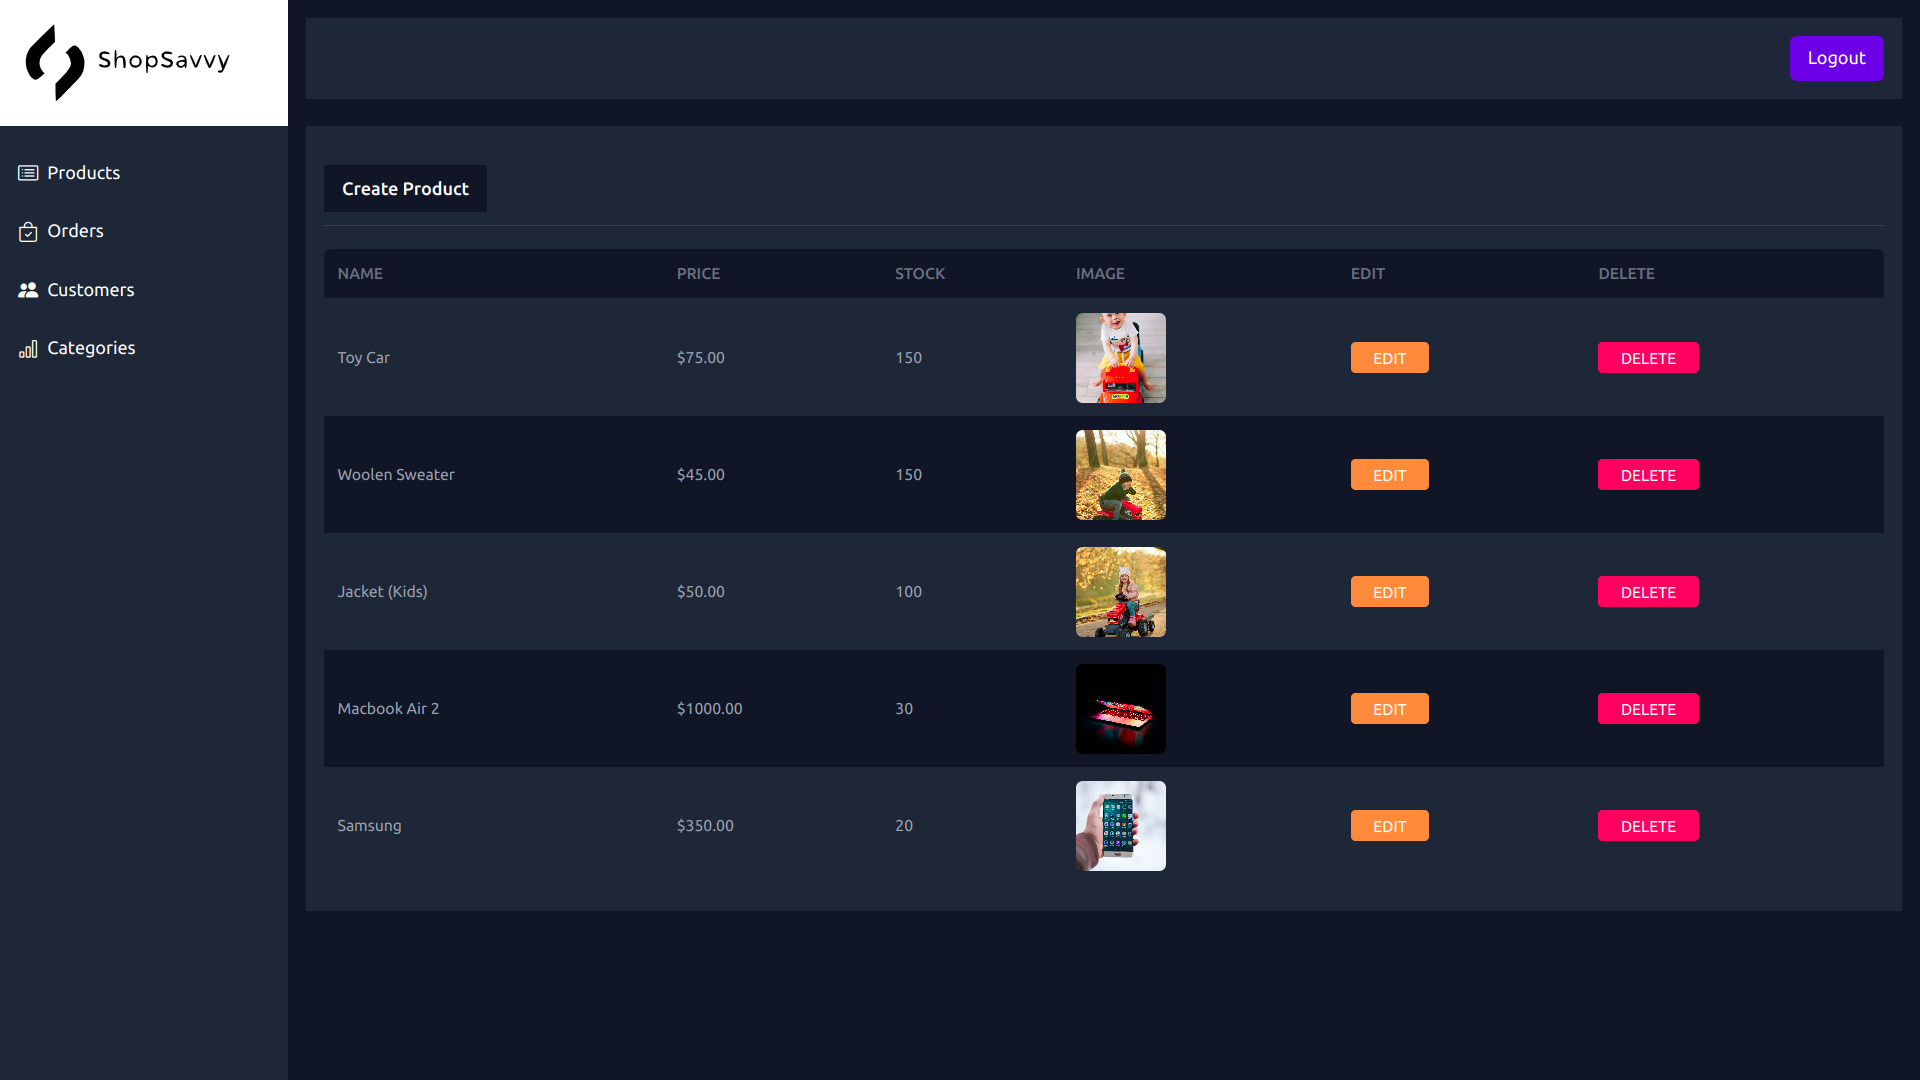 ShopSavvy
Logout
Products
Orders
Customers
Categories
Create Product
NAME PRICE STOCK IMAGE EDIT DELETE
Toy Car $75.00 150 EDIT DELETE
Woolen Sweater $45.00 150 EDIT DELETE
Jacket (Kids) $50.00 100 EDIT DELETE
Macbook Air 2 $1000.00 30 EDIT DELETE
Samsung $350.00 20 EDIT DELETE